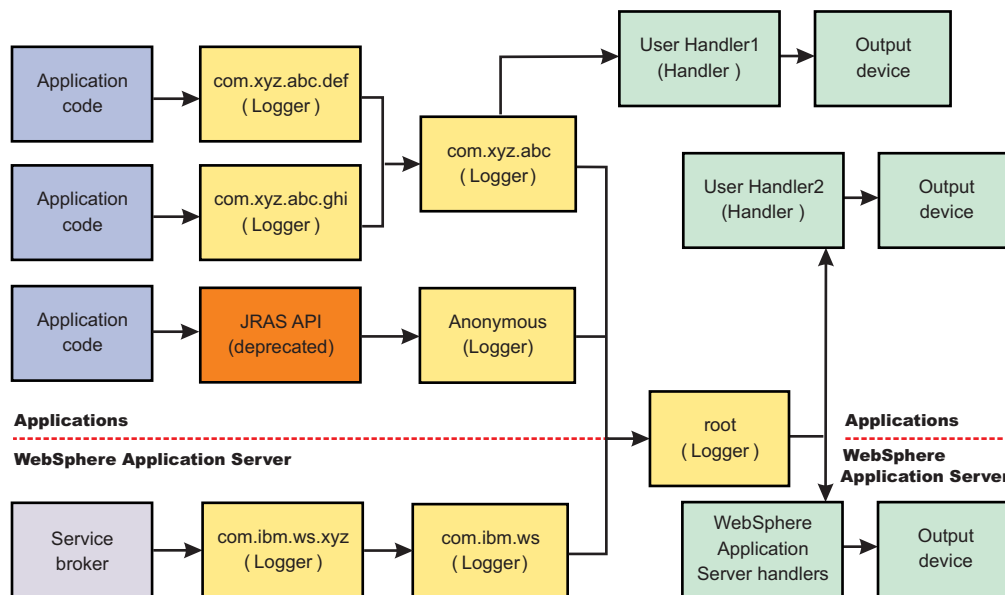 Application
code
com.xyz.abc.def
( Logger )
User Handler1
(Handler )
Output
device
com.xyz.abc
( Logger )
Application
code
com.xyz.abc.ghi
( Logger )
User Handler2
(Handler )
Output
device
Application
code
JRAS API
(deprecated)
Anonymous
(Logger)
root
( Logger )
Applications
WebSphere Application Server
Applications
WebSphere
Application Server
Service
broker
com.ibm.ws.xyz
( Logger )
com.ibm.ws
( Logger )
WebSphere
Application
Server handlers
Output
device